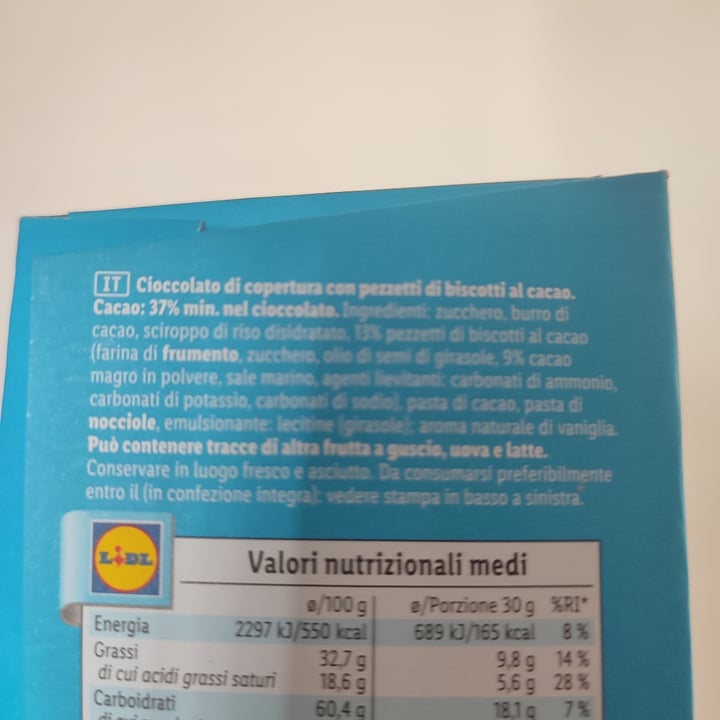 IT Cioccolato di copertura con pezzetti di biscotti al cacao.
Cacao: 37% min. nel cioccolato. Ingredienti: zucchero, burro di
cacao, sciroppo di riso disidratato, 13% pezzetti di biscotti al cacao
(farina di frumento, zucchero, olio di semi di girasole, 9% cacao
magro in polvere, sale marino, agenti lievitanti: carbonati di ammonio,
carbonati di potassio, carbonati di sodio), pasta di cacao, pasta di
nocciole, emulsionante: lecitine (girasole); aroma naturale di vaniglia.
Può contenere tracce di altra frutta a guscio, uova e latte.
Conservare in luogo fresco e asciutto. Da consumarsi preferibilmente
entro il (in confezione integra): vedere stampa in basso a sinistra.
LIDL
Valori nutrizionali medi
ø/100 g ø/Porzione 30 g %RI*
Energia 2297 kJ/550 kcal 689 kJ/165 kcal 8 %
Grassi 32,7 g 9,8 g 14 %
di cui acidi grassi saturi 18,6 g 5,6 g 28 %
Carboidrati 60,4 g 18,1 g 7 %